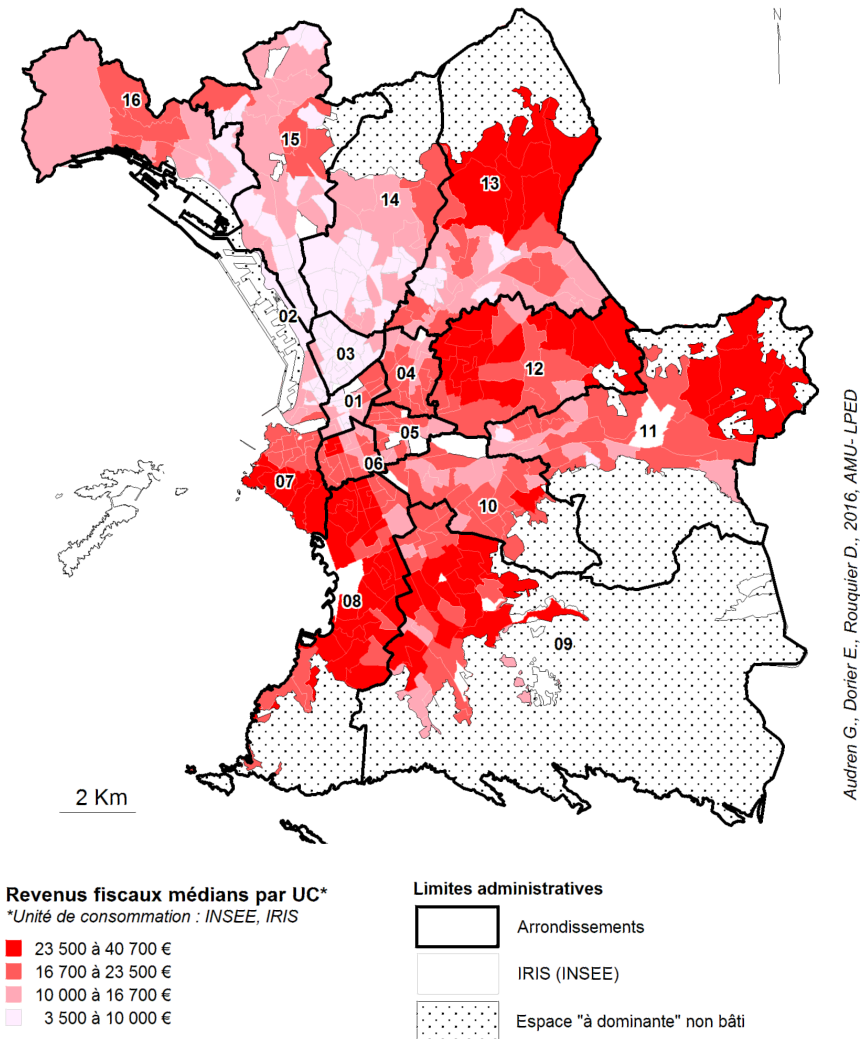 N
16
15
13
14
02
03
04
12
01
05
11
06
07
10
08
09
2 Km
Audren G., Dorier E., Rouquier D., 2016, AMU- LPED
Revenus fiscaux médians par UC*
*Unité de consommation : INSEE, IRIS
23 500 à 40 700 €
16 700 à 23 500 €
10 000 à 16 700 €
3 500 à 10 000 €
Limites administratives
Arrondissements
IRIS (INSEE)
Espace "à dominante" non bâti